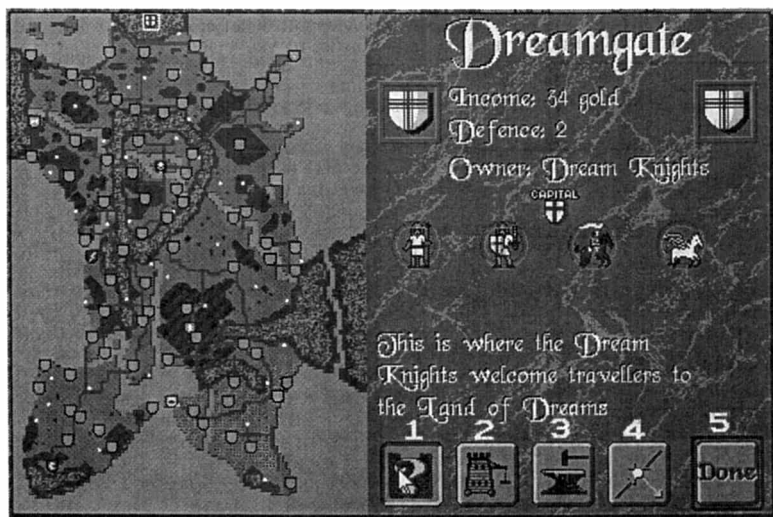 Dreamgate
Income: 34 gold
Defence: 2
Owner: Dream Knights
CAPITAL
This is where the Dream
Knights welcome travellers to
the Land of Dreams
1 2 3 4 5
Done